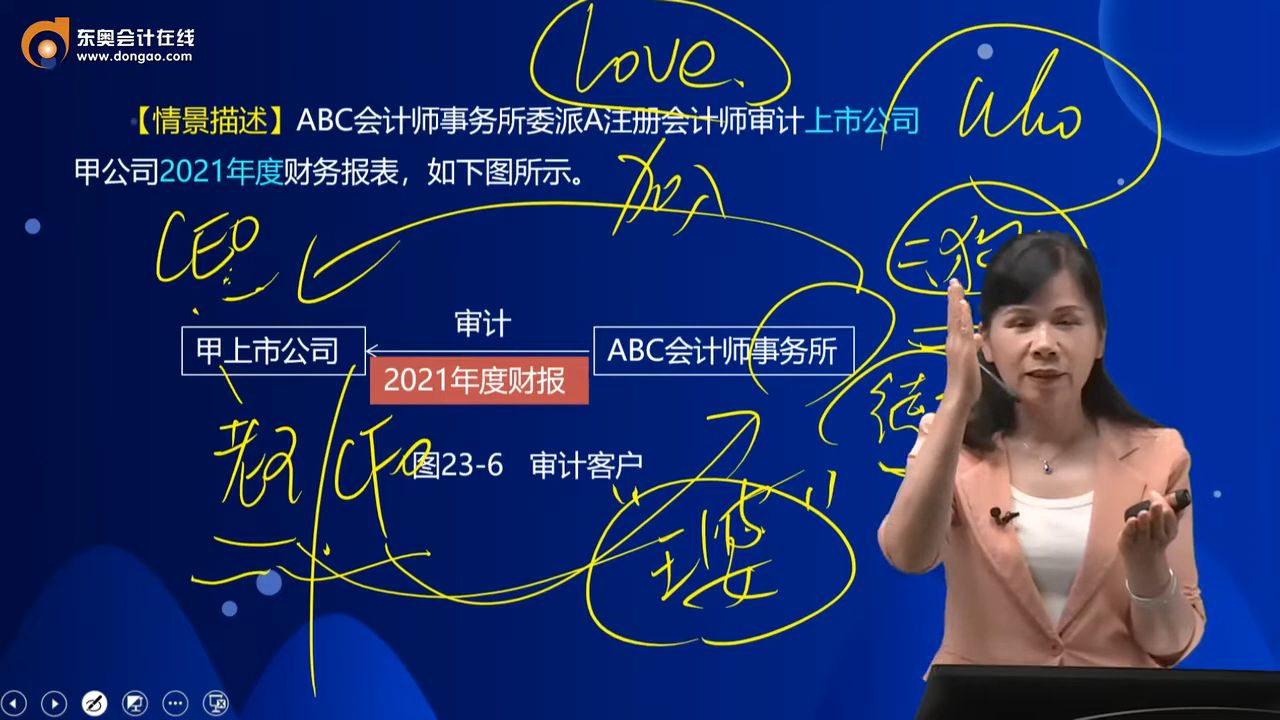 东奥会计在线
www.dongao.com
love.
who
【情景描述】ABC会计师事务所委派A注册会计师审计上市公司
甲公司2021年度财务报表，如下图所示。
加入
CEO
审计
甲上市公司
ABC会计师事务所
2021年度财报
CFO
图23-6 审计客户